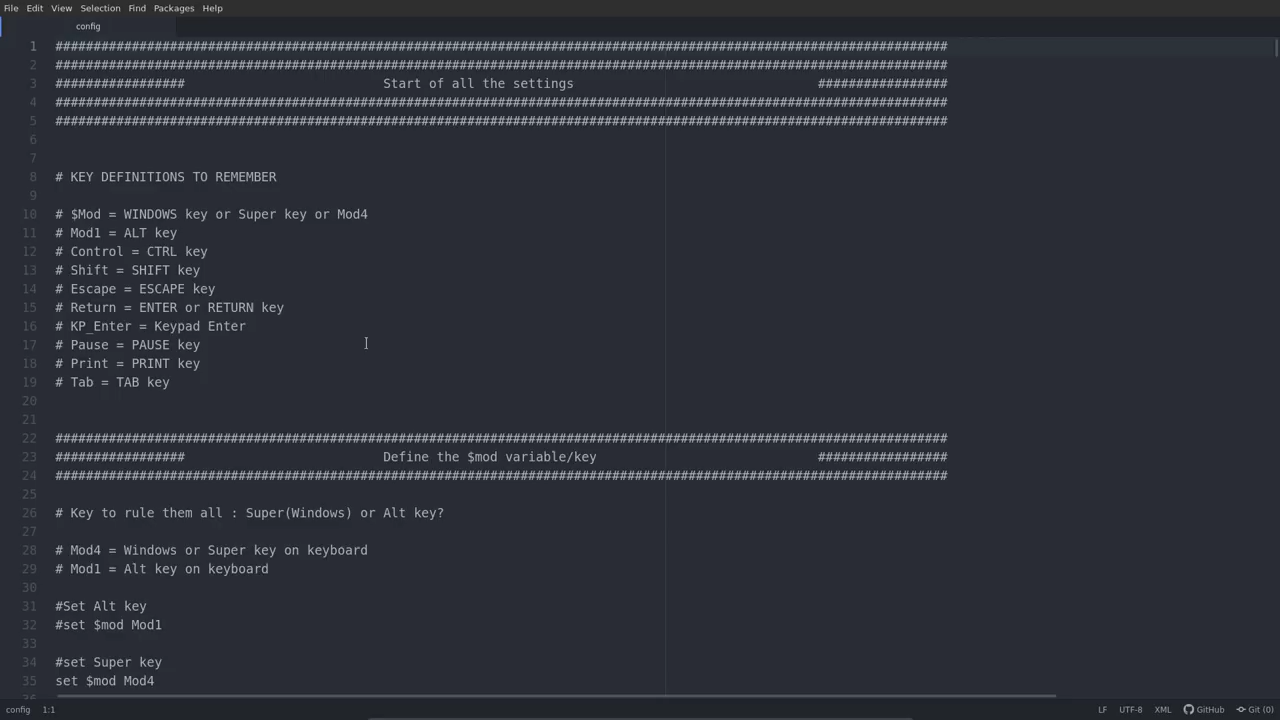 File Edit View Selection Find Packages Help
config
1 #####################################################################################################################
2 #####################################################################################################################
3 ################# Start of all the settings #################
4 #####################################################################################################################
5 #####################################################################################################################
6
7
8 # KEY DEFINITIONS TO REMEMBER
9
10 # $Mod = WINDOWS key or Super key or Mod4
11 # Mod1 = ALT key
12 # Control = CTRL key
13 # Shift = SHIFT key
14 # Escape = ESCAPE key
15 # Return = ENTER or RETURN key
16 # KP_Enter = Keypad Enter
17 # Pause = PAUSE key
18 # Print = PRINT key
19 # Tab = TAB key
20
21
22 #####################################################################################################################
23 ################# Define the $mod variable/key #################
24 #####################################################################################################################
25
26 # Key to rule them all : Super(Windows) or Alt key?
27
28 # Mod4 = Windows or Super key on keyboard
29 # Mod1 = Alt key on keyboard
30
31 #Set Alt key
32 #set $mod Mod1
33
34 #set Super key
35 set $mod Mod4
config 1:1 LF UTF-8 XML GitHub Git (0)